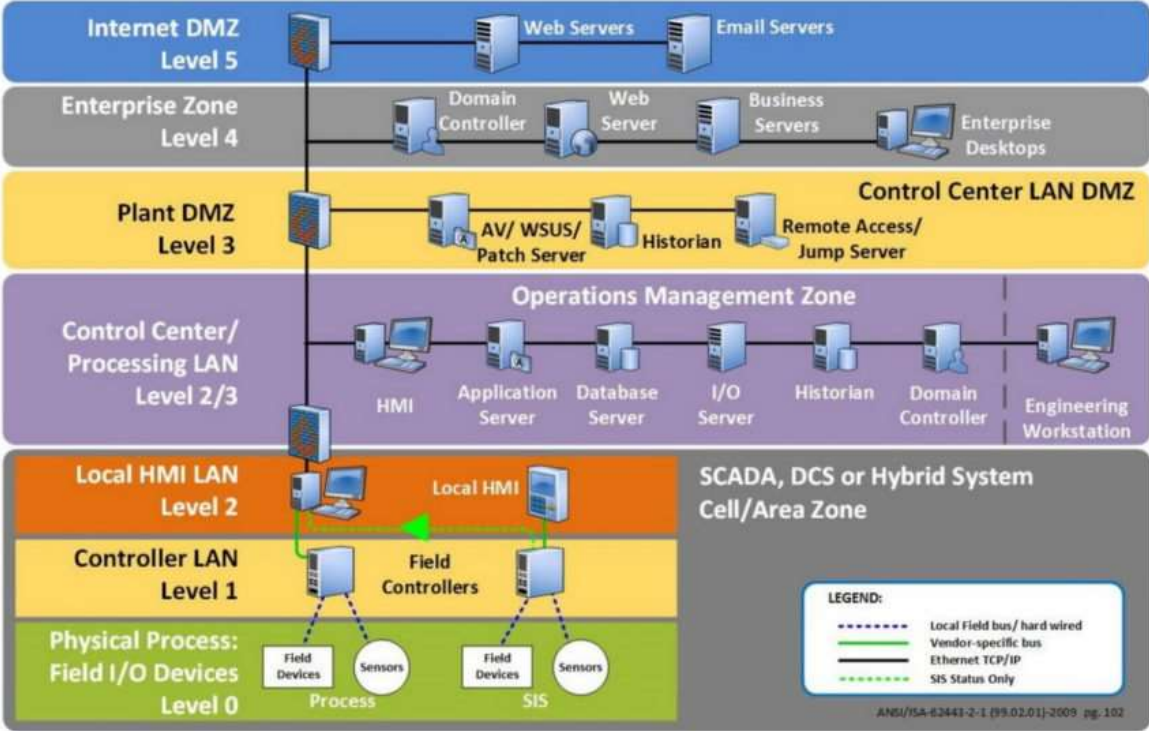 Internet DMZ
Level 5
Web Servers
Email Servers
Enterprise Zone
Level 4
Domain
Controller
Web
Server
Business
Servers
Enterprise
Desktops
Plant DMZ
Level 3
Control Center LAN DMZ
AV/ WSUS/
Patch Server
A
Historian
Remote Access/
Jump Server
Control Center/
Processing LAN
Level 2/3
Operations Management Zone
HMI
A
Application
Server
Database
Server
I/O
Server
Historian
Domain
Controller
Engineering
Workstation
Local HMI LAN
Level 2
Local HMI
SCADA, DCS or Hybrid System
Cell/Area Zone
Controller LAN
Level 1
Field
Controllers
Physical Process:
Field I/O Devices
Level 0
Field
Devices
Sensors
Process
Field
Devices
Sensors
SIS
LEGEND:
Local Field bus/ hard wired
Vendor-specific bus
Ethernet TCP/IP
SIS Status Only
ANSI/ISA-62443-2-1 (99.02.01)-2009 pg. 102